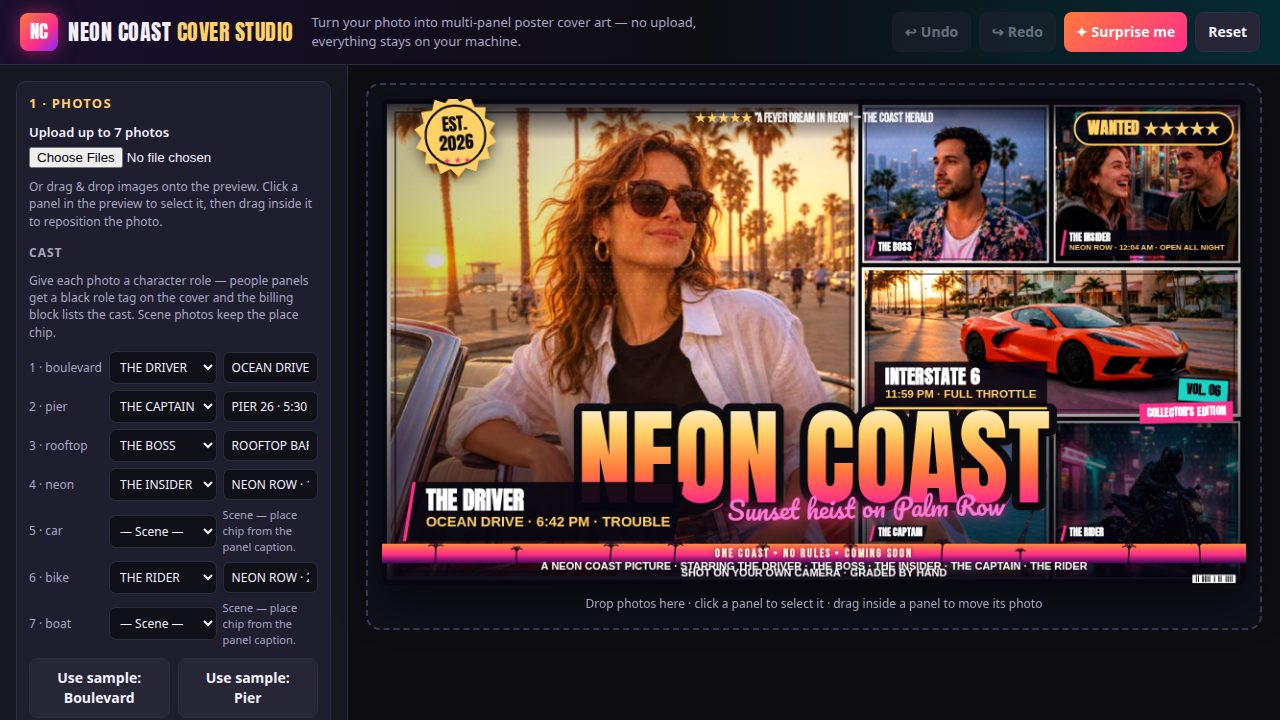 NC
NEON COAST COVER STUDIO
Turn your photo into multi-panel poster cover art — no upload,
everything stays on your machine.
↩ Undo
↪ Redo
✦ Surprise me
Reset
1 · PHOTOS
Upload up to 7 photos
Choose Files No file chosen
Or drag & drop images onto the preview. Click a
panel in the preview to select it, then drag inside it
to reposition the photo.
CAST
Give each photo a character role — people panels
get a black role tag on the cover and the billing
block lists the cast. Scene photos keep the place
chip.
1 · boulevard THE DRIVER OCEAN DRIVE
2 · pier THE CAPTAIN PIER 26 · 5:30
3 · rooftop THE BOSS ROOFTOP BAR
4 · neon THE INSIDER NEON ROW ·
5 · car — Scene — Scene — place
chip from the
panel caption.
6 · bike THE RIDER NEON ROW · 2
7 · boat — Scene — Scene — place
chip from the
panel caption.
Use sample:
Boulevard
Use sample:
Pier
EST.
2026
★★★★★ "A FEVER DREAM IN NEON" — THE COAST HERALD
WANTED ★★★★★
THE BOSS
THE INSIDER
NEON ROW · 12:04 AM · OPEN ALL NIGHT
INTERSTATE 6
11:59 PM · FULL THROTTLE
VOL. 06
COLLECTOR'S EDITION
NEON COAST
Sunset heist on Palm Row
THE DRIVER
OCEAN DRIVE · 6:42 PM · TROUBLE
THE CAPTAIN
THE RIDER
ONE COAST • NO RULES • COMING SOON
A NEON COAST PICTURE · STARRING THE DRIVER · THE BOSS · THE INSIDER · THE CAPTAIN · THE RIDER
SHOT ON YOUR OWN CAMERA · GRADED BY HAND
Drop photos here · click a panel to select it · drag inside a panel to move its photo